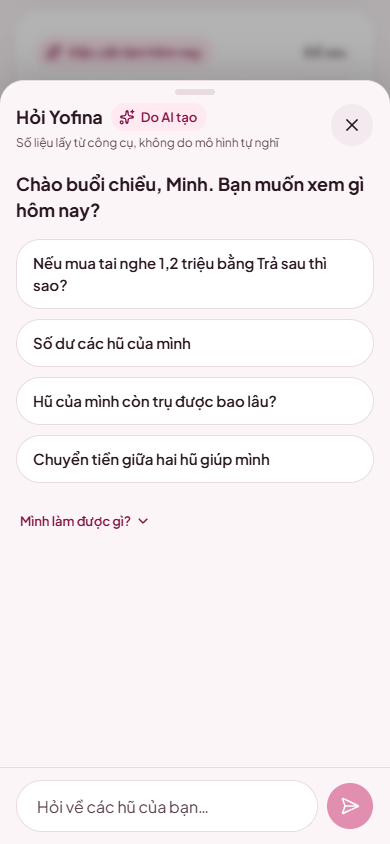 Hỏi Yofina
Do AI tạo
Số liệu lấy từ công cụ, không do mô hình tự nghĩ
Chào buổi chiều, Minh. Bạn muốn xem gì
hôm nay?
Nếu mua tai nghe 1,2 triệu bằng Trả sau thì
sao?
Số dư các hũ của mình
Hũ của mình còn trụ được bao lâu?
Chuyển tiền giữa hai hũ giúp mình
Mình làm được gì?
Hỏi về các hũ của bạn...